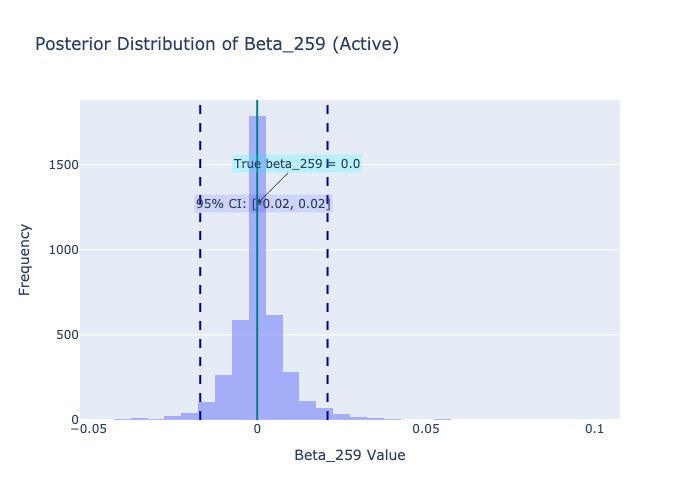 Posterior Distribution of Beta_259 (Active)
True beta_259 = 0.0
95% CI: [-0.02, 0.02]
Frequency
1500
1000
500
0
−0.05
0
0.05
0.1
Beta_259 Value